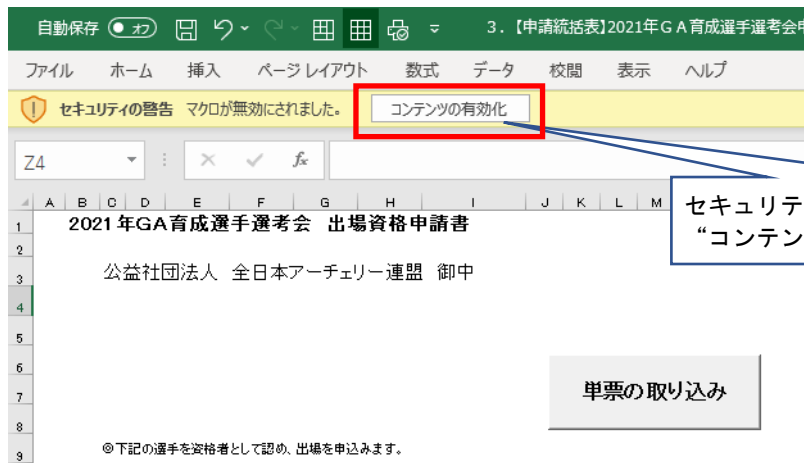 自動保存 オフ 3．【申請統括表】2021年ＧＡ育成選手選考会申
ファイル ホーム 挿入 ページ レイアウト 数式 データ 校閲 表示 ヘルプ
セキュリティの警告 マクロが無効にされました。 コンテンツの有効化
Z4 fx
A B C D E F G H I J K L M
セキュリテ
“コンテン
1 2021年GA育成選手選考会 出場資格申請書
2
3 公益社団法人 全日本アーチェリー連盟 御中
4
5
6
7 単票の取り込み
8
9 ◎下記の選手を資格者として認め、出場を申込みます。